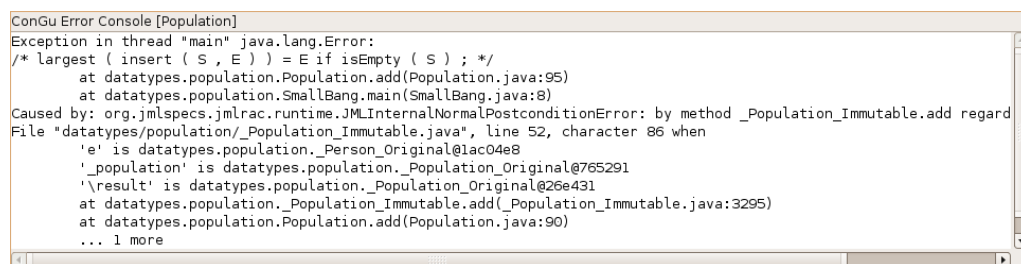 ConGu Error Console [Population]
Exception in thread "main" java.lang.Error:
/* largest ( insert ( S , E ) ) = E if isEmpty ( S ) ; */
at datatypes.population.Population.add(Population.java:95)
at datatypes.population.SmallBang.main(SmallBang.java:8)
Caused by: org.jmlspecs.jmlrac.runtime.JMLInternalNormalPostconditionError: by method _Population_Immutable.add regard
File "datatypes/population/_Population_Immutable.java", line 52, character 86 when
'e' is datatypes.population._Person_Original@1ac04e8
'_population' is datatypes.population._Population_Original@765291
'\result' is datatypes.population._Population_Original@26e431
at datatypes.population._Population_Immutable.add(_Population_Immutable.java:3295)
at datatypes.population.Population.add(Population.java:90)
... 1 more